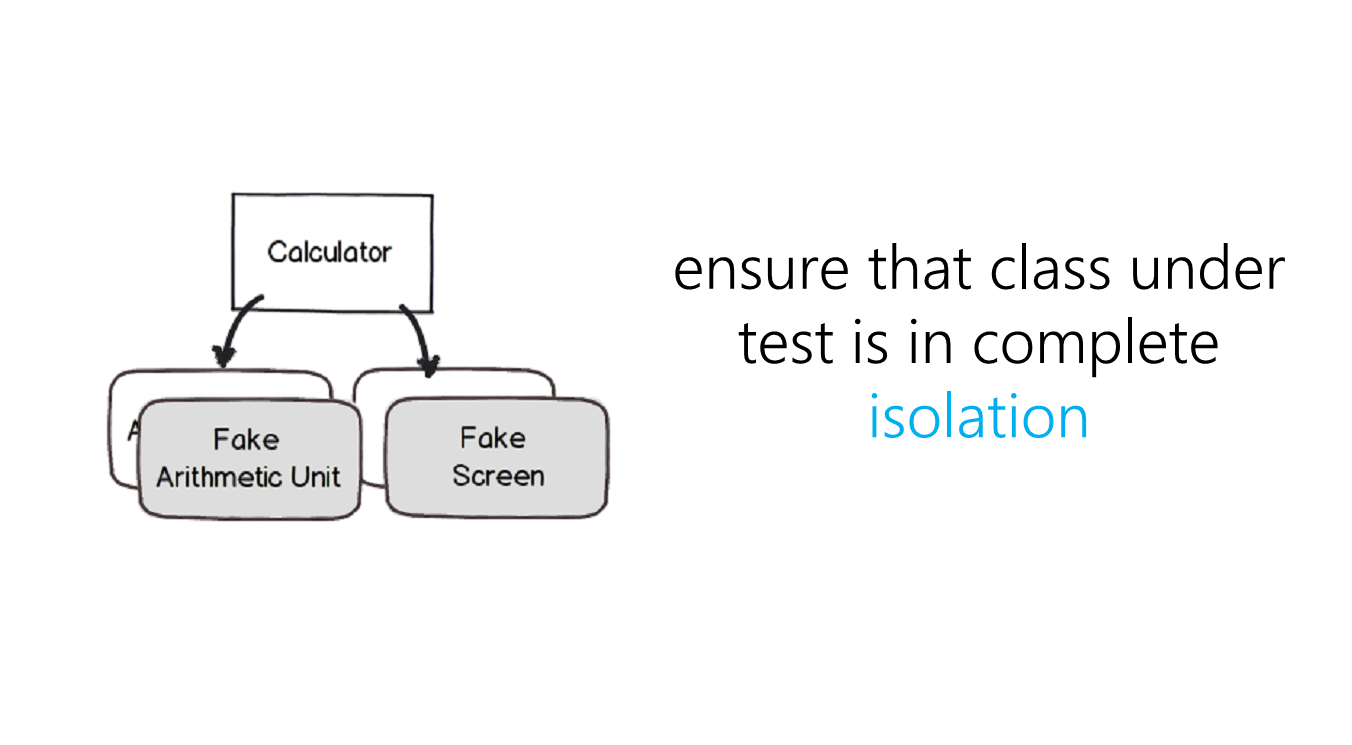 Calculator
Fake
Arithmetic Unit
Fake
Screen
ensure that class under
test is in complete
isolation